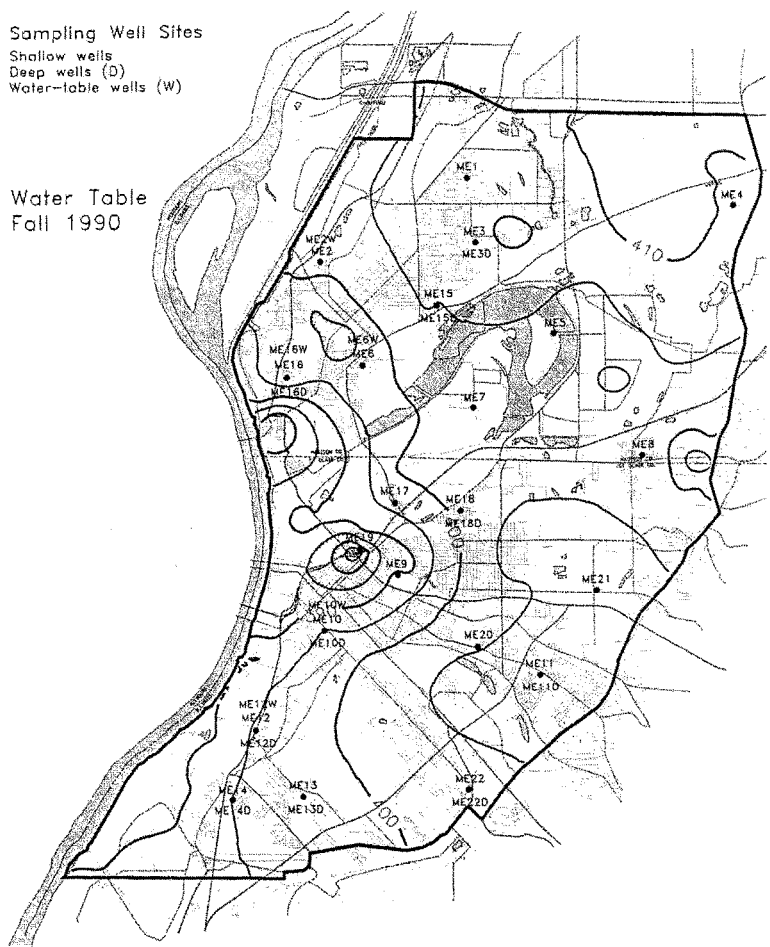 Sampling Well Sites
Shallow wells
Deep wells (D)
Water-table wells (W)
Water Table
Fall 1990
ME1
ME4
ME3
ME3D
410
ME2W
ME2
ME15
ME5
ME6W
ME6
ME16W
ME16
ME16D
ME7
ME8
ME17
ME18
ME18D
ME19
ME9
ME21
ME10W
ME10
ME10D
ME20
ME11
ME11D
ME12W
ME12
ME12D
ME14
ME14D
ME13
ME13D
ME22
ME22D
400